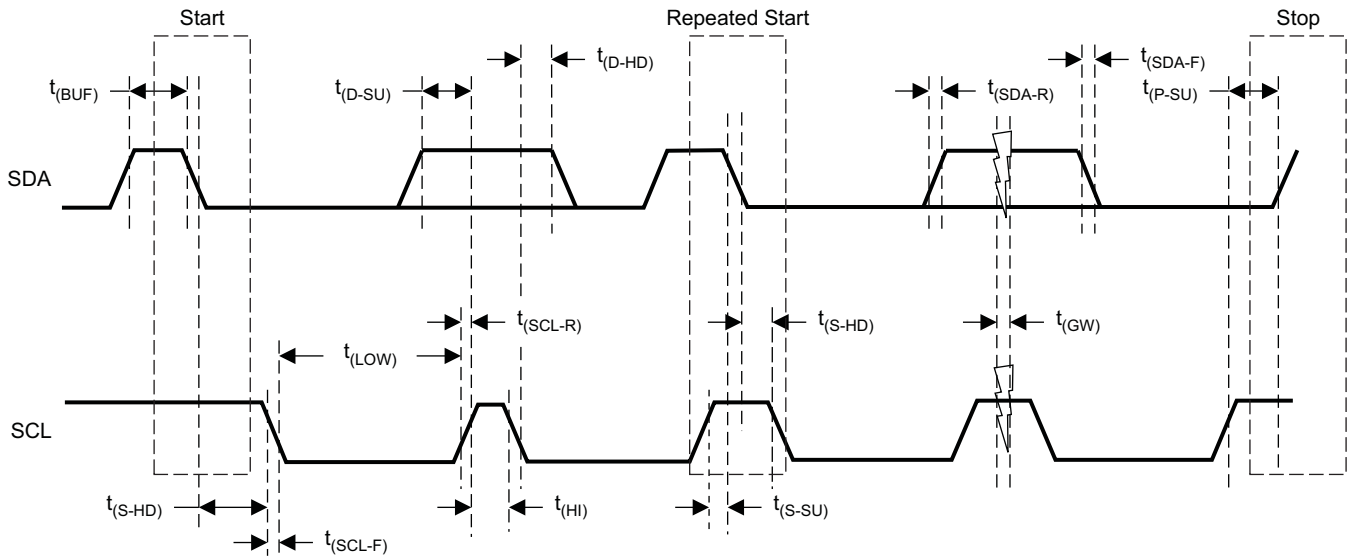 Start
Repeated Start
Stop
t(BUF)
t(D-SU)
t(D-HD)
t(SDA-R)
t(SDA-F)
t(P-SU)
SDA
t(LOW)
t(SCL-R)
t(S-HD)
t(GW)
SCL
t(S-HD)
t(SCL-F)
t(HI)
t(S-SU)